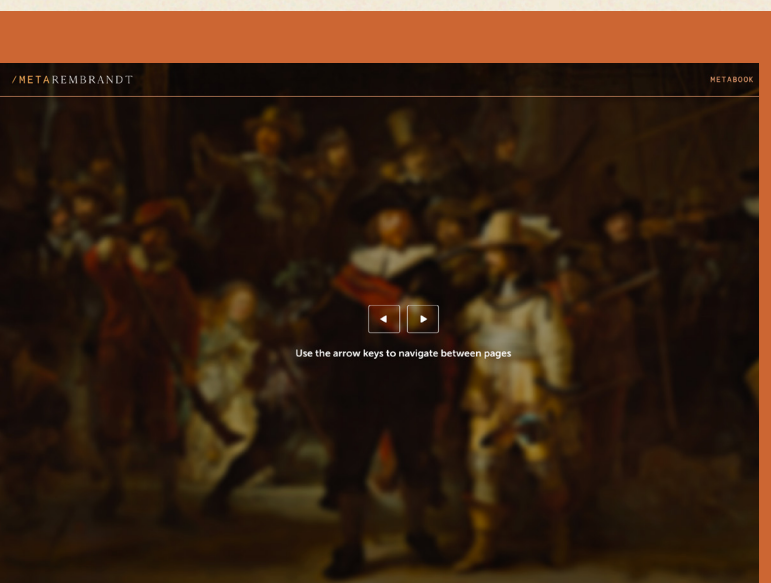 /METAREMBRANDT
METABOOK
Use the arrow keys to navigate between pages